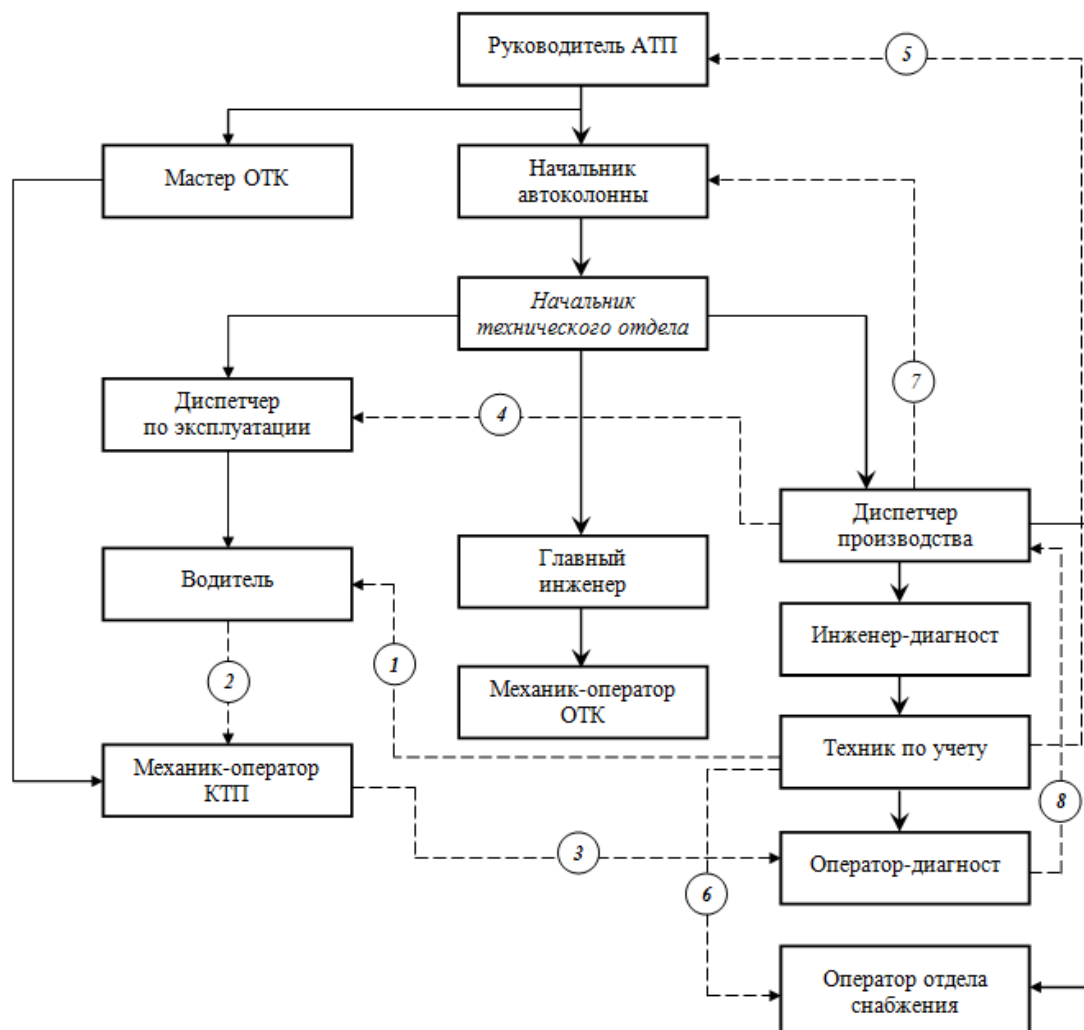 Руководитель АТП
5
Мастер ОТК
Начальник
автоколонны
Начальник
технического отдела
7
Диспетчер
по эксплуатации
4
Диспетчер
производства
Водитель
Главный
инженер
1
Инженер-диагност
2
Механик-оператор
ОТК
Техник по учету
Механик-оператор
КТП
8
3
Оператор-диагност
6
Оператор отдела
снабжения